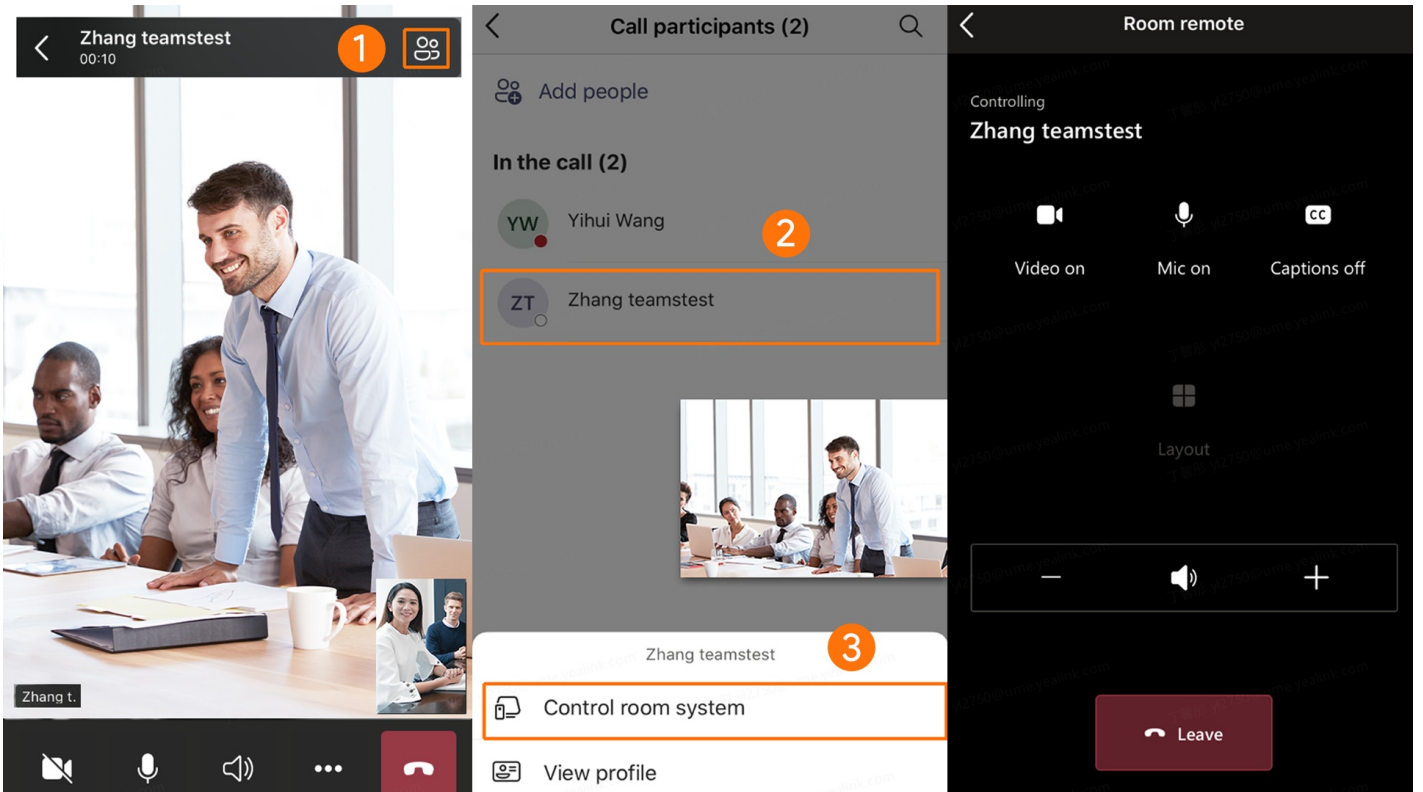 Zhang teamstest
00:10
1
Zhang t.
Call participants (2)
Add people
In the call (2)
YW
Yihui Wang
2
ZT
Zhang teamstest
Zhang teamstest
3
Control room system
View profile
Room remote
Controlling
Zhang teamstest
CC
Video on
Mic on
Captions off
Layout
Leave